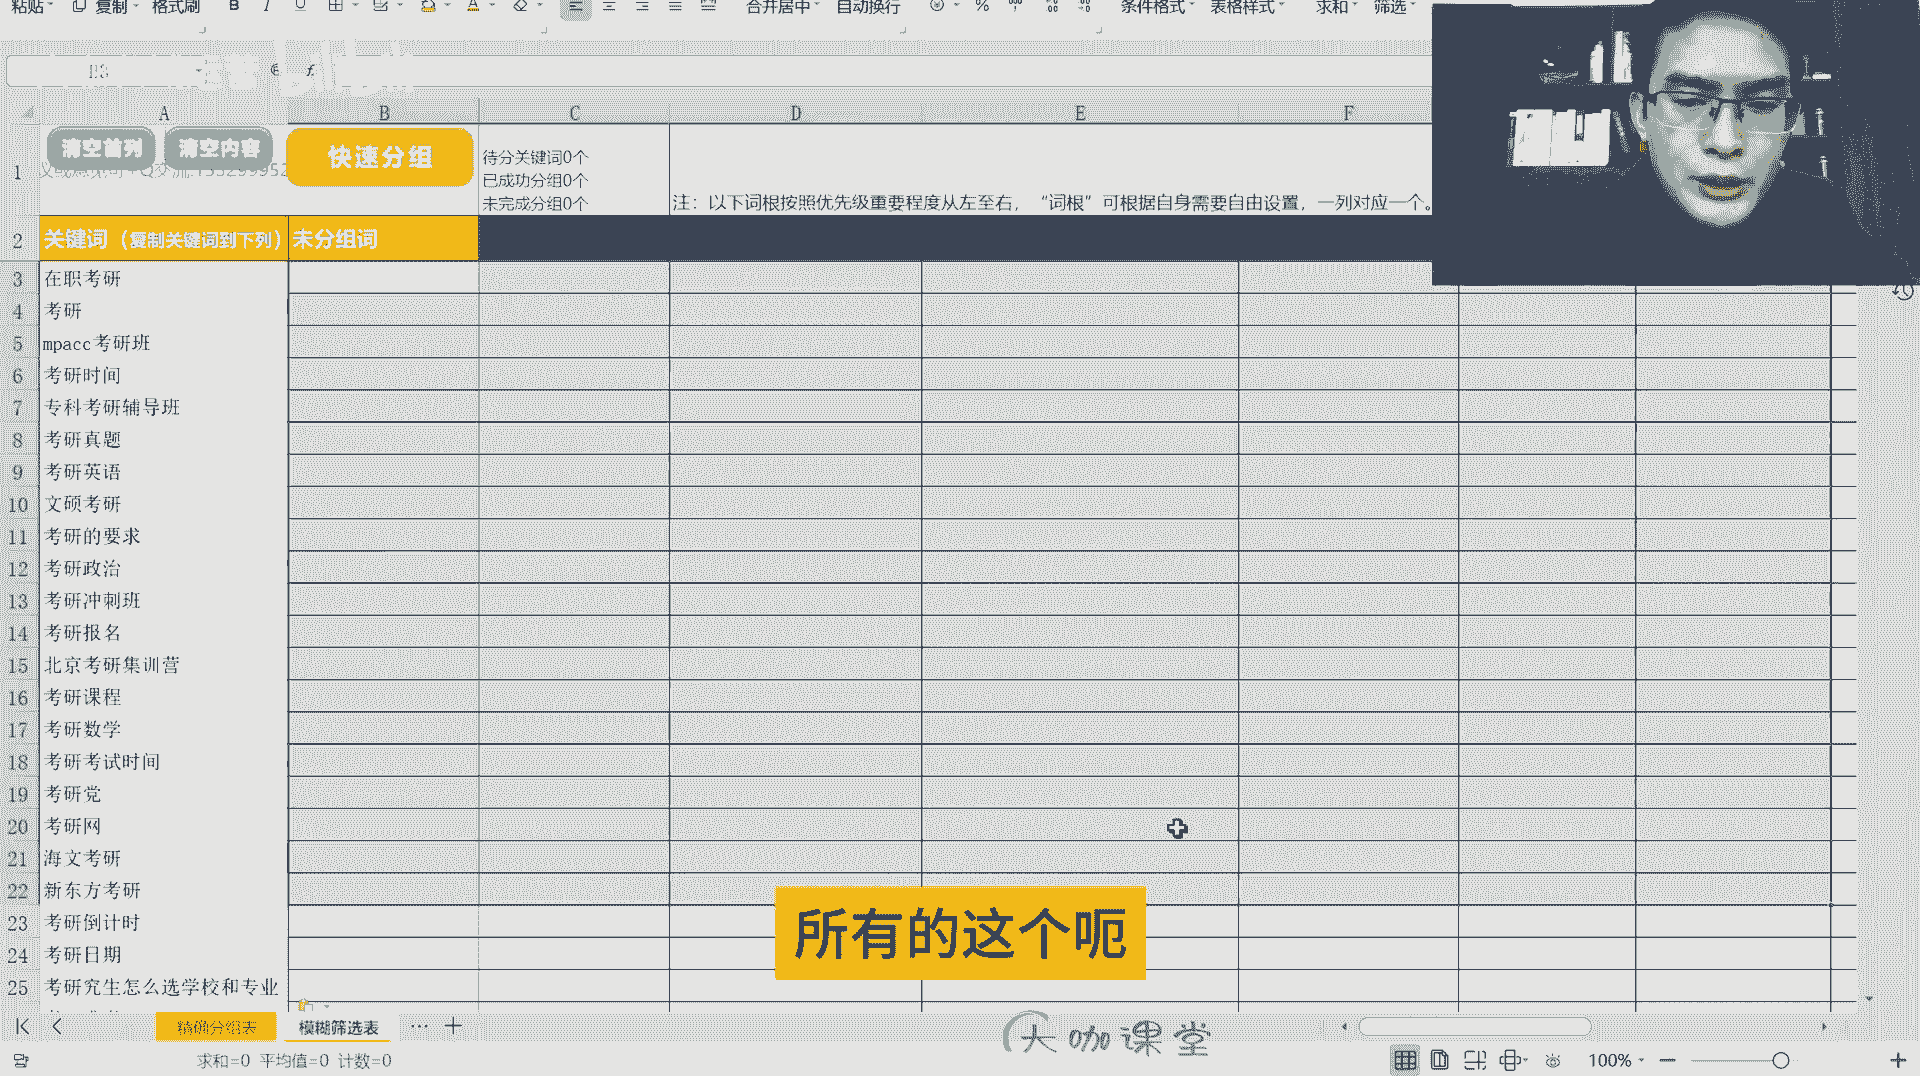 粘贴 复制 格式刷 B I U A 合并居中 自动换行 % 条件格式 表格样式 求和 筛选
A B C D E F
清空首列 清空内容 快速分组
待分关键词0个
已成功分组0个
未完成分组0个
1 注：以下词根按照优先级重要程度从左至右，“词根”可根据自身需要自由设置，一列对应一个。
2 关键词（复制关键词到下列） 未分组词
3 在职考研
4 考研
5 mpacc考研班
6 考研时间
7 专科考研辅导班
8 考研真题
9 考研英语
10 文硕考研
11 考研的要求
12 考研政治
13 考研冲刺班
14 考研报名
15 北京考研集训营
16 考研课程
17 考研数学
18 考研考试时间
19 考研党
20 考研网
21 海文考研
22 新东方考研
23 考研倒计时
24 考研日期
25 考研究生怎么选学校和专业
所有的这个呃
精确分组表 模糊筛选表 ··· +
大咖课堂
求和=0 平均值=0 计数=0 100%